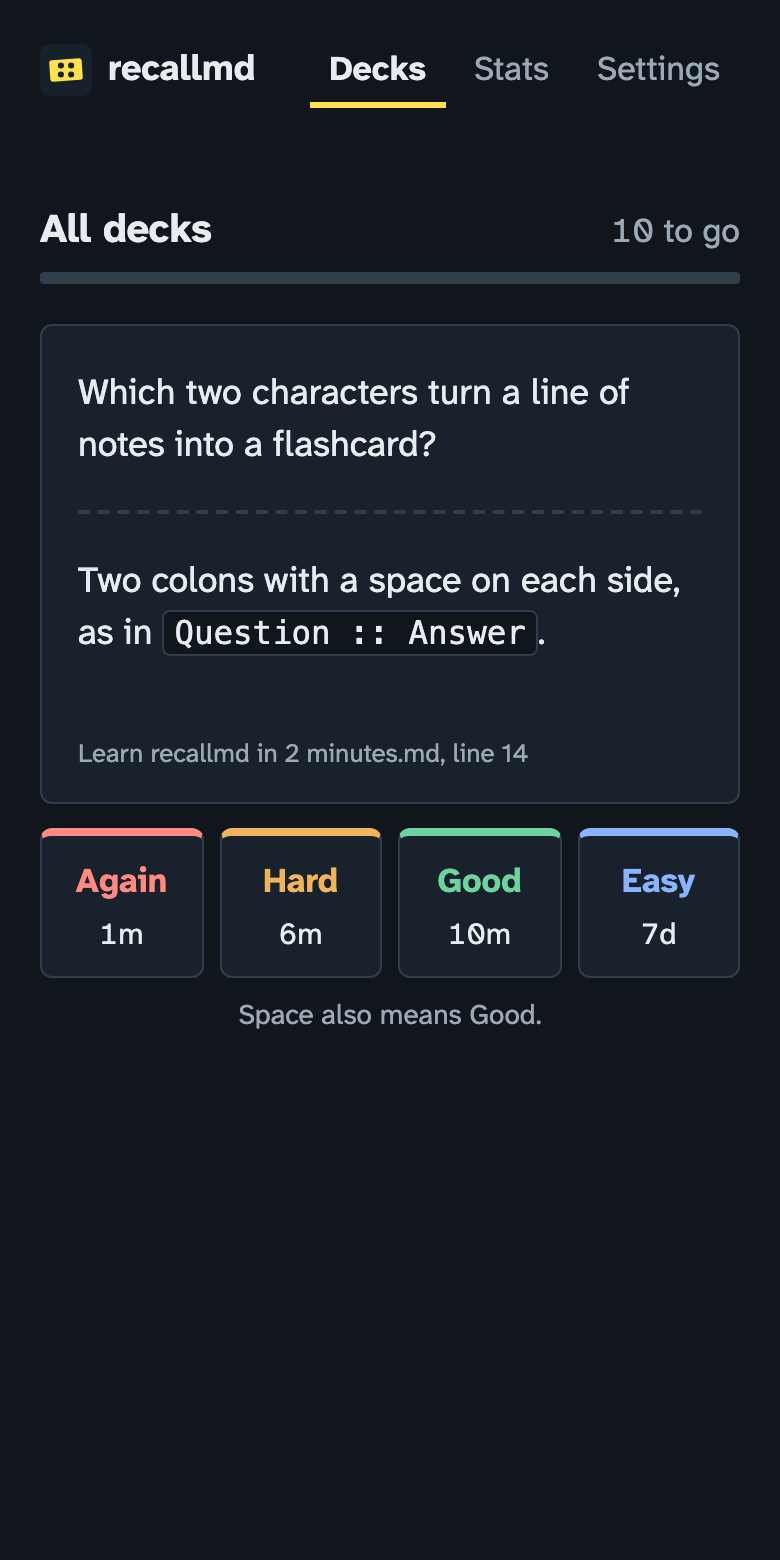 recallmd Decks Stats Settings
All decks 10 to go
Which two characters turn a line of
notes into a flashcard?
Two colons with a space on each side,
as in Question :: Answer.
Learn recallmd in 2 minutes.md, line 14
Again Hard Good Easy
1m 6m 10m 7d
Space also means Good.